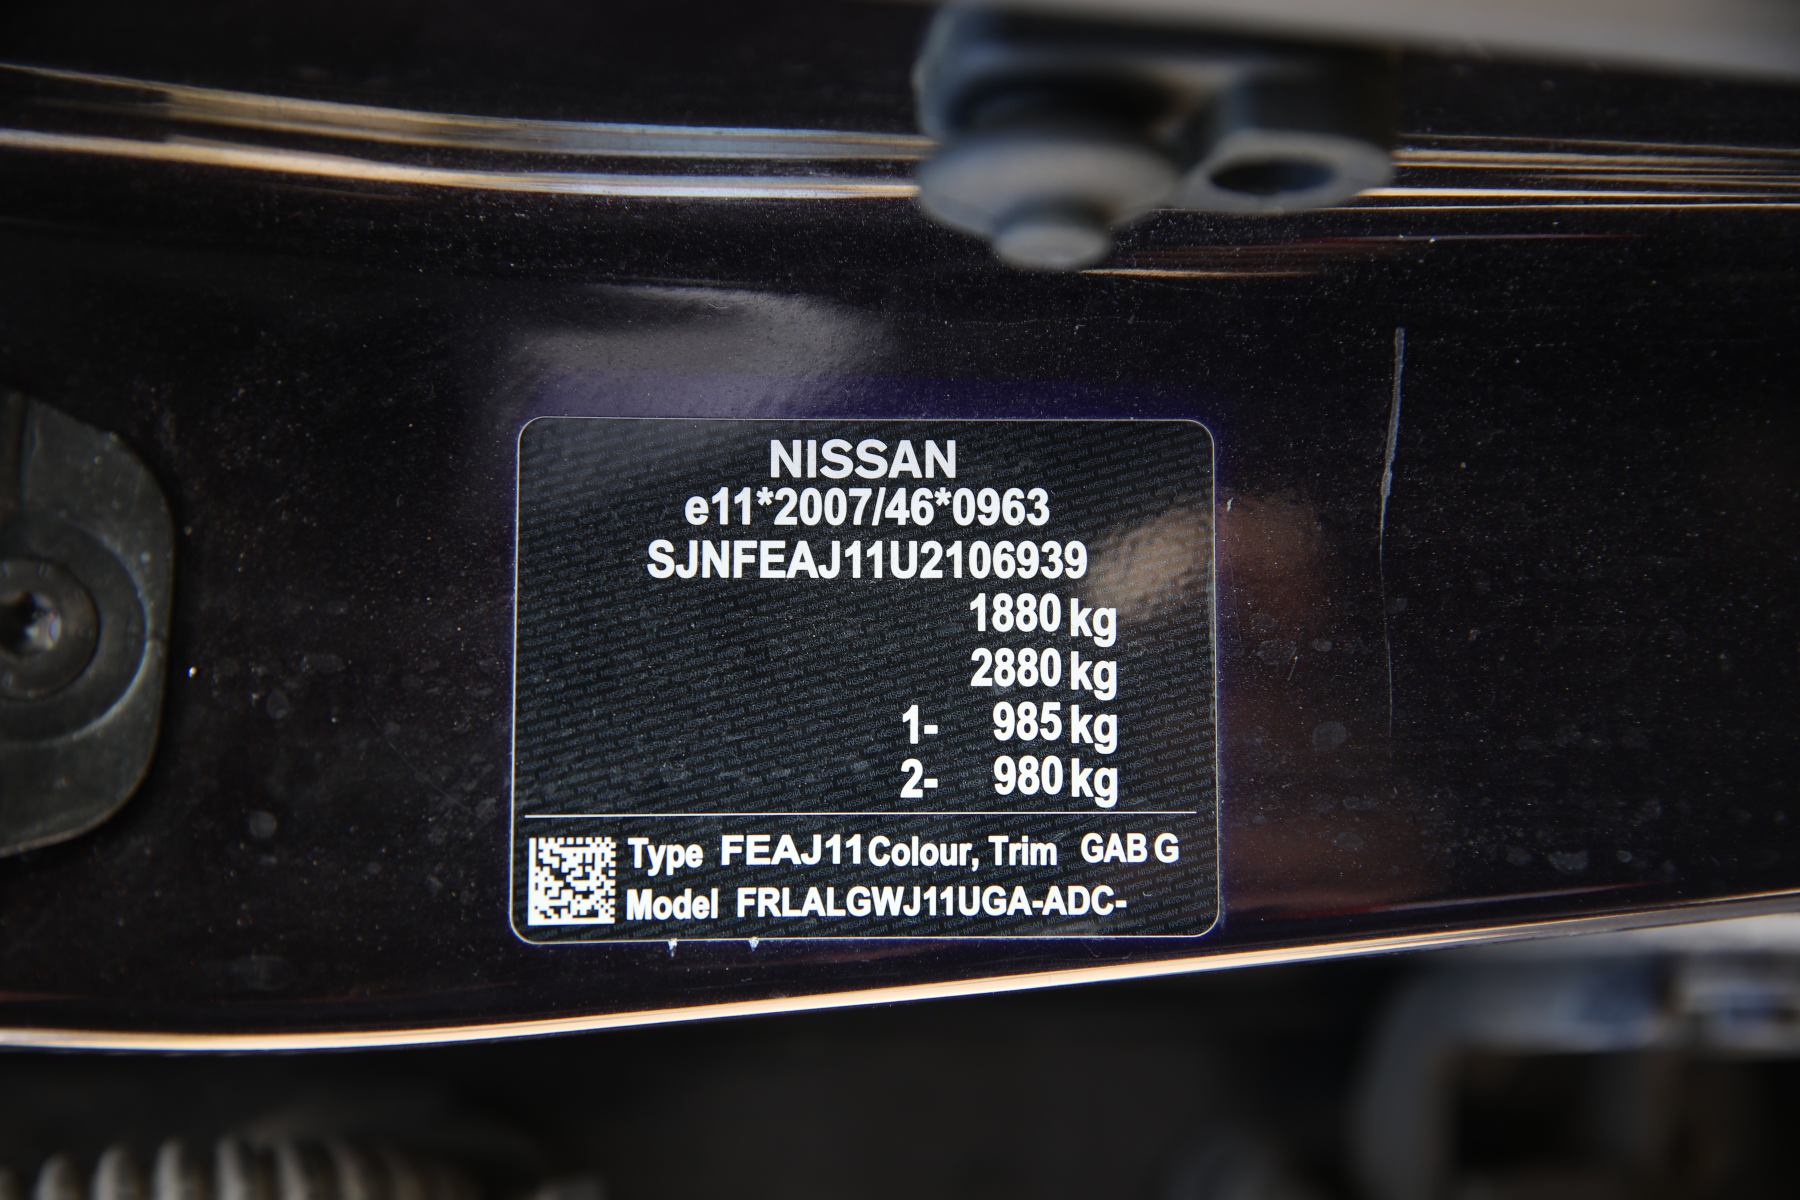 NISSAN
e11*2007/46*0963
SJNFEAJ11U2106939
1880 kg
2880 kg
1- 985 kg
2- 980 kg
Type FEAJ11 Colour, Trim GAB G
Model FRLALGWJ11UGA-ADC-